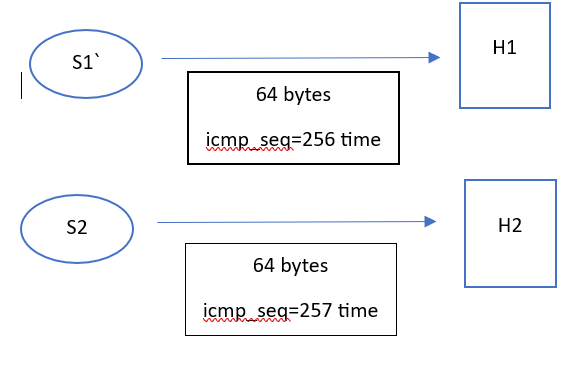 S1`
H1
64 bytes
icmp_seq=256 time
S2
H2
64 bytes
icmp_seq=257 time